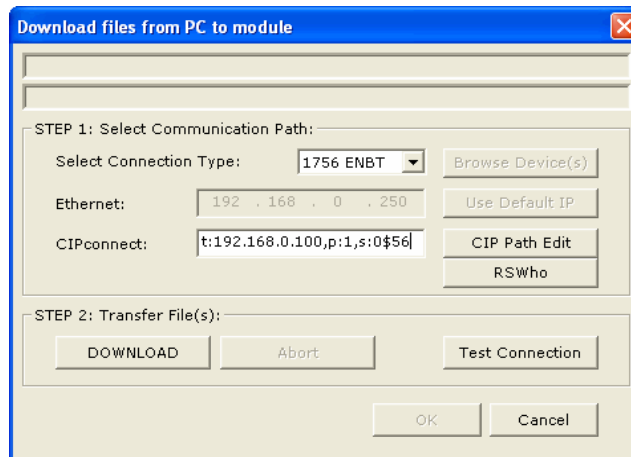 Download files from PC to module
STEP 1: Select Communication Path:
Select Connection Type: 1756 ENBT Browse Device(s)
Ethernet: 192 . 168 . 0 . 250 Use Default IP
CIPconnect: t:192.168.0.100,p:1,s:0$56 CIP Path Edit
RSWho
STEP 2: Transfer File(s):
DOWNLOAD Abort Test Connection
OK Cancel